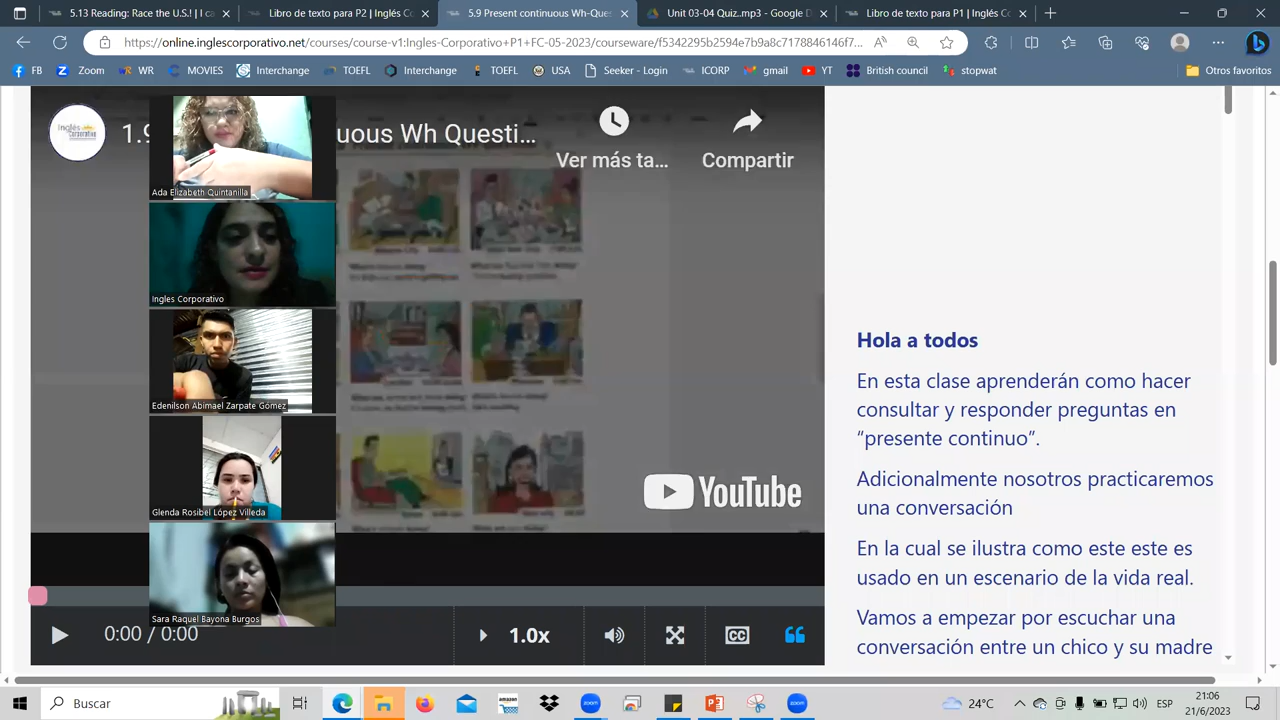 5.13 Reading: Race the U.S.! | I ca
Libro de texto para P2 | Inglés Co
5.9 Present continuous Wh-Ques
Unit 03-04 Quiz..mp3 - Google D
Libro de texto para P1 | Inglés Co
https://online.inglescorporativo.net/courses/course-v1:Ingles-Corporativo+P1+FC-05-2023/courseware/f5342295b2594e7b9a8c7178846146f7...
FB
Zoom
WR
MOVIES
Interchange
TOEFL
Interchange
TOEFL
USA
Seeker - Login
ICORP
gmail
YT
British council
stopwat
Otros favoritos
Inglés Corporativo
1.9 uous Wh Questi...
Ver más ta...
Compartir
Ada Elizabeth Quintanilla
Ingles Corporativo
Edenilson Abimael Zarpate Gómez
Glenda Rosibel López Villeda
Sara Raquel Bayona Burgos
YouTube
0:00 / 0:00
1.0x
CC
Hola a todos
En esta clase aprenderán como hacer
consultar y responder preguntas en
“presente continuo”.
Adicionalmente nosotros practicaremos
una conversación
En la cual se ilustra como este este es
usado en un escenario de la vida real.
Vamos a empezar por escuchar una
conversación entre un chico y su madre
Buscar
24°C
ESP
21:06
21/6/2023